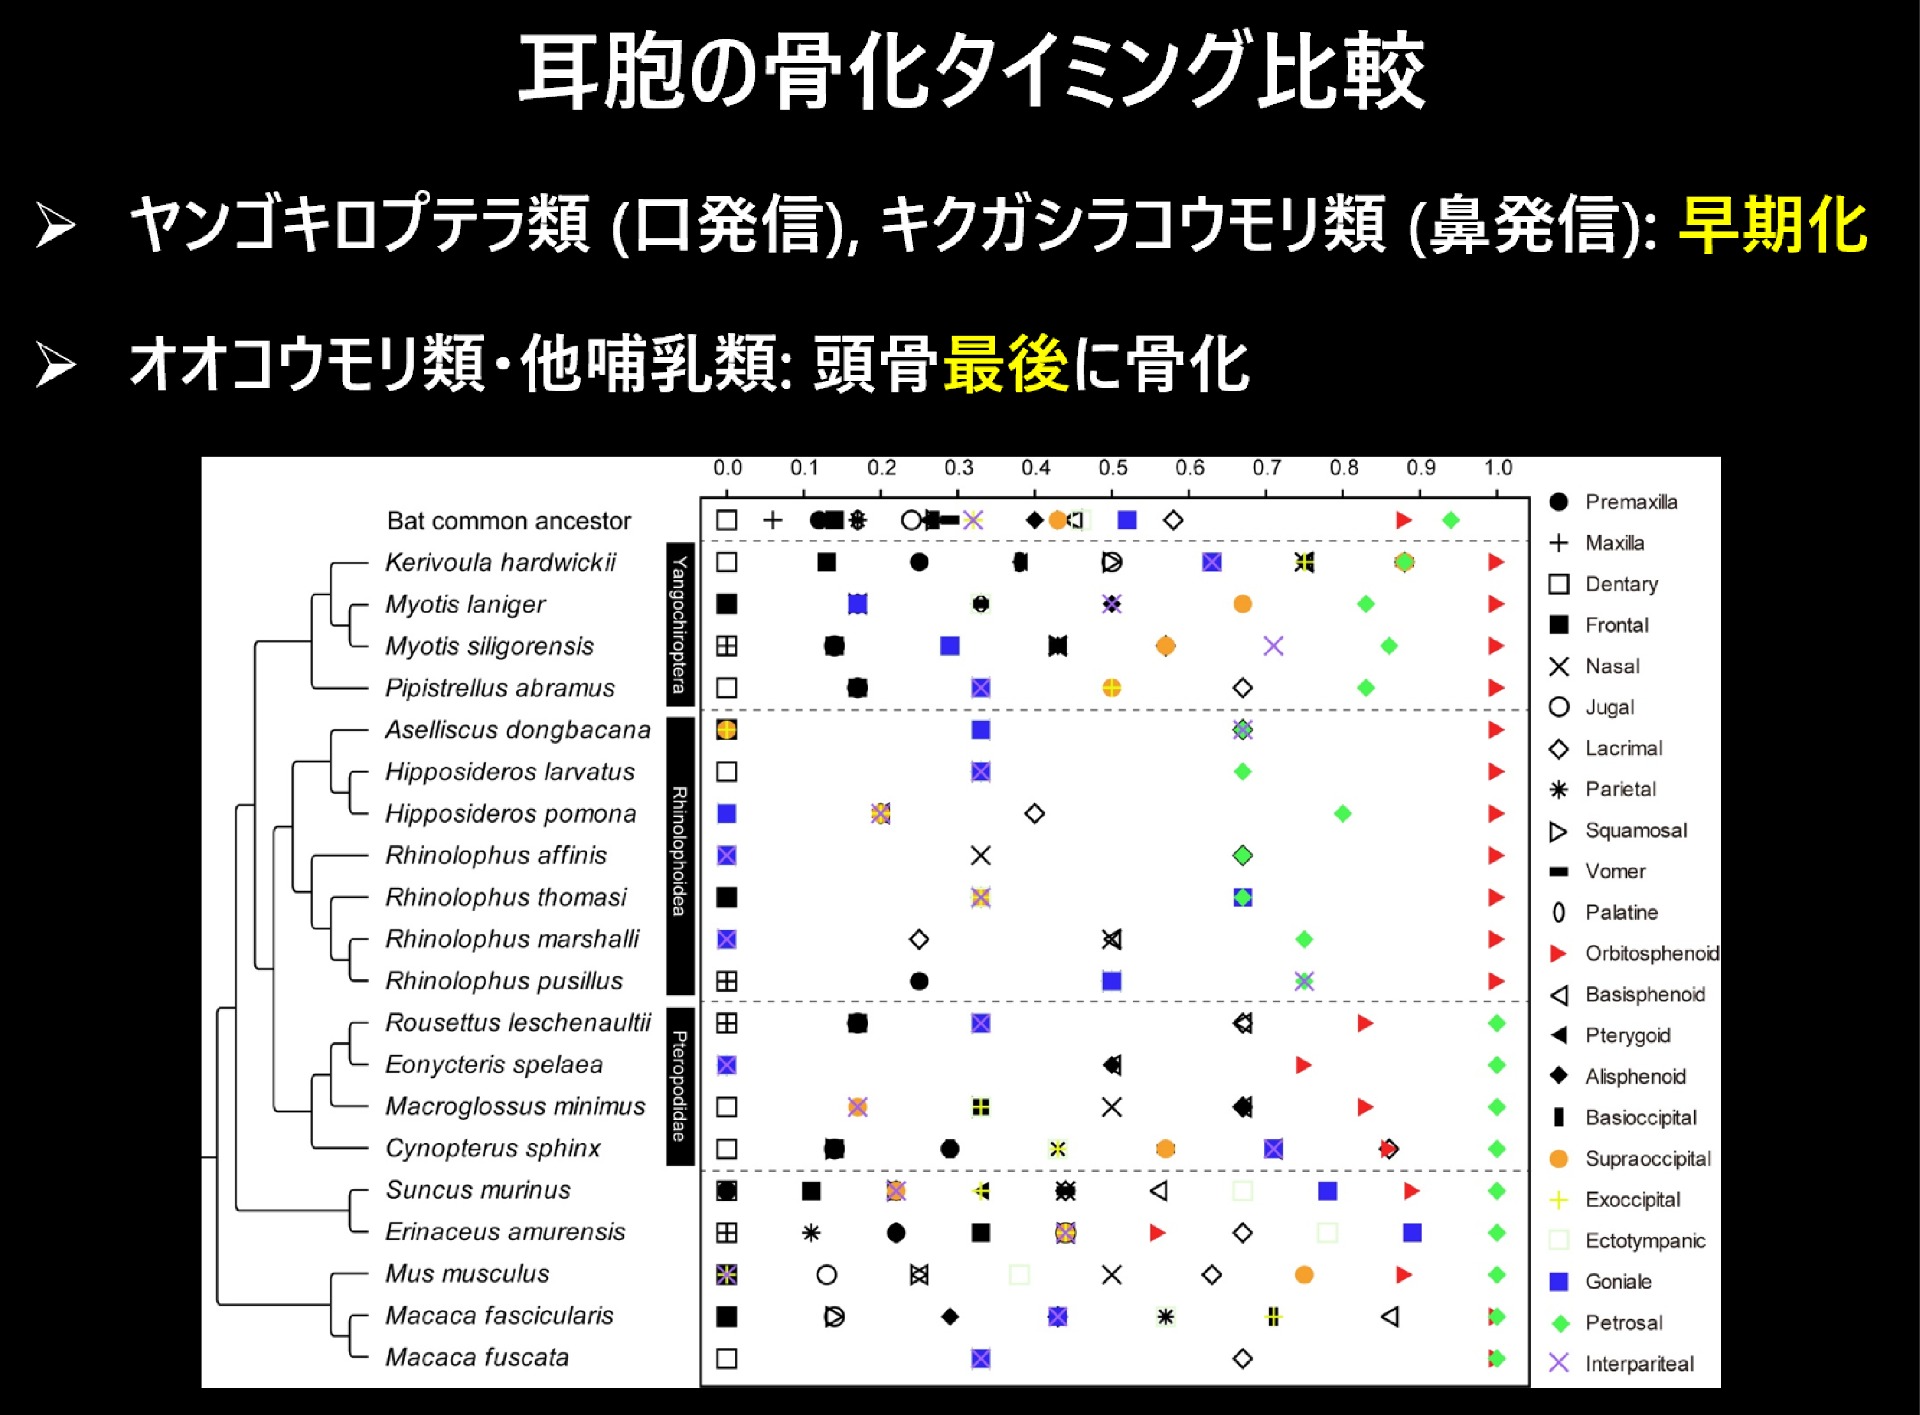 耳胞の骨化タイミング比較
➢ ヤンゴキロプテラ類 (口発信), キクガシラコウモリ類 (鼻発信): 早期化
➢ オオコウモリ類・他哺乳類: 頭骨最後に骨化
0.0 0.1 0.2 0.3 0.4 0.5 0.6 0.7 0.8 0.9 1.0
Bat common ancestor
Yangochiroptera
Kerivoula hardwickii
Myotis laniger
Myotis siligorensis
Pipistrellus abramus
Rhinolophoidea
Aselliscus dongbacana
Hipposideros larvatus
Hipposideros pomona
Rhinolophus affinis
Rhinolophus thomasi
Rhinolophus marshalli
Rhinolophus pusillus
Pteropodidae
Rousettus leschenaultii
Eonycteris spelaea
Macroglossus minimus
Cynopterus sphinx
Suncus murinus
Erinaceus amurensis
Mus musculus
Macaca fascicularis
Macaca fuscata
Premaxilla
Maxilla
Dentary
Frontal
Nasal
Jugal
Lacrimal
Parietal
Squamosal
Vomer
Palatine
Orbitosphenoid
Basisphenoid
Pterygoid
Alisphenoid
Basioccipital
Supraoccipital
Exoccipital
Ectotympanic
Goniale
Petrosal
Interpariteal